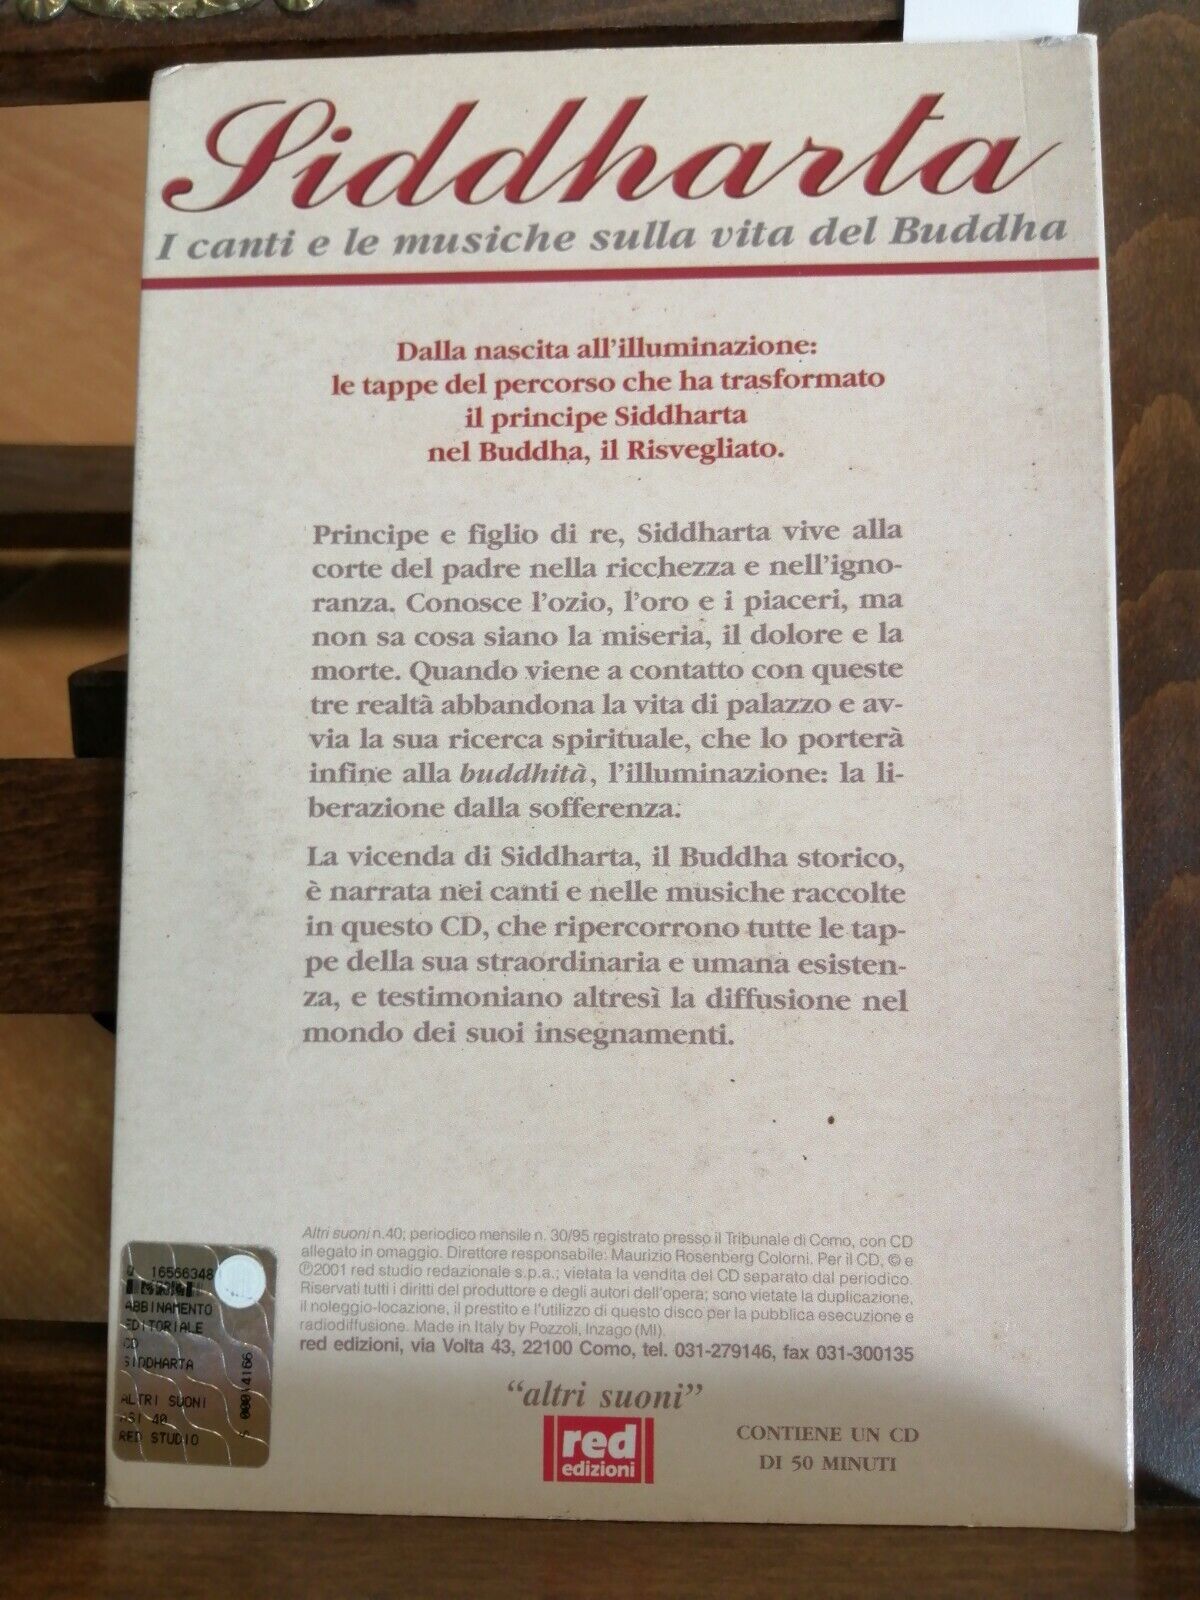 Siddharta
I canti e le musiche sulla vita del Buddha
Dalla nascita all'illuminazione:
le tappe del percorso che ha trasformato
il principe Siddharta
nel Buddha, il Risvegliato.
Principe e figlio di re, Siddharta vive alla
corte del padre nella ricchezza e nell'igno-
ranza. Conosce l'ozio, l'oro e i piaceri, ma
non sa cosa siano la miseria, il dolore e la
morte. Quando viene a contatto con queste
tre realtà abbandona la vita di palazzo e av-
via la sua ricerca spirituale, che lo porterà
infine alla buddhità, l'illuminazione: la li-
berazione dalla sofferenza.
La vicenda di Siddharta, il Buddha storico,
è narrata nei canti e nelle musiche raccolte
in questo CD, che ripercorrono tutte le tap-
pe della sua straordinaria e umana esisten-
za, e testimoniano altresì la diffusione nel
mondo dei suoi insegnamenti.
Altri suoni n.40; periodico mensile n. 30/95 registrato presso il Tribunale di Como, con CD
allegato in omaggio. Direttore responsabile: Maurizio Rosenberg Colorni. Per il CD, © e
℗2001 red studio redazionale s.p.a.; vietata la vendita del CD separato dal periodico.
Riservati tutti i diritti del produttore e degli autori dell'opera; sono vietate la duplicazione,
il noleggio-locazione, il prestito e l'utilizzo di questo disco per la pubblica esecuzione e
radiodiffusione. Made in Italy by Pozzoli, Inzago (MI).
red edizioni, via Volta 43, 22100 Como, tel. 031-279146, fax 031-300135
"altri suoni"
red
edizioni
CONTIENE UN CD
DI 50 MINUTI
16566348
ABBINAMENTO
EDITORIALE
CD
SIDDHARTA
ALTRI SUONI
ASI 40
RED STUDIO